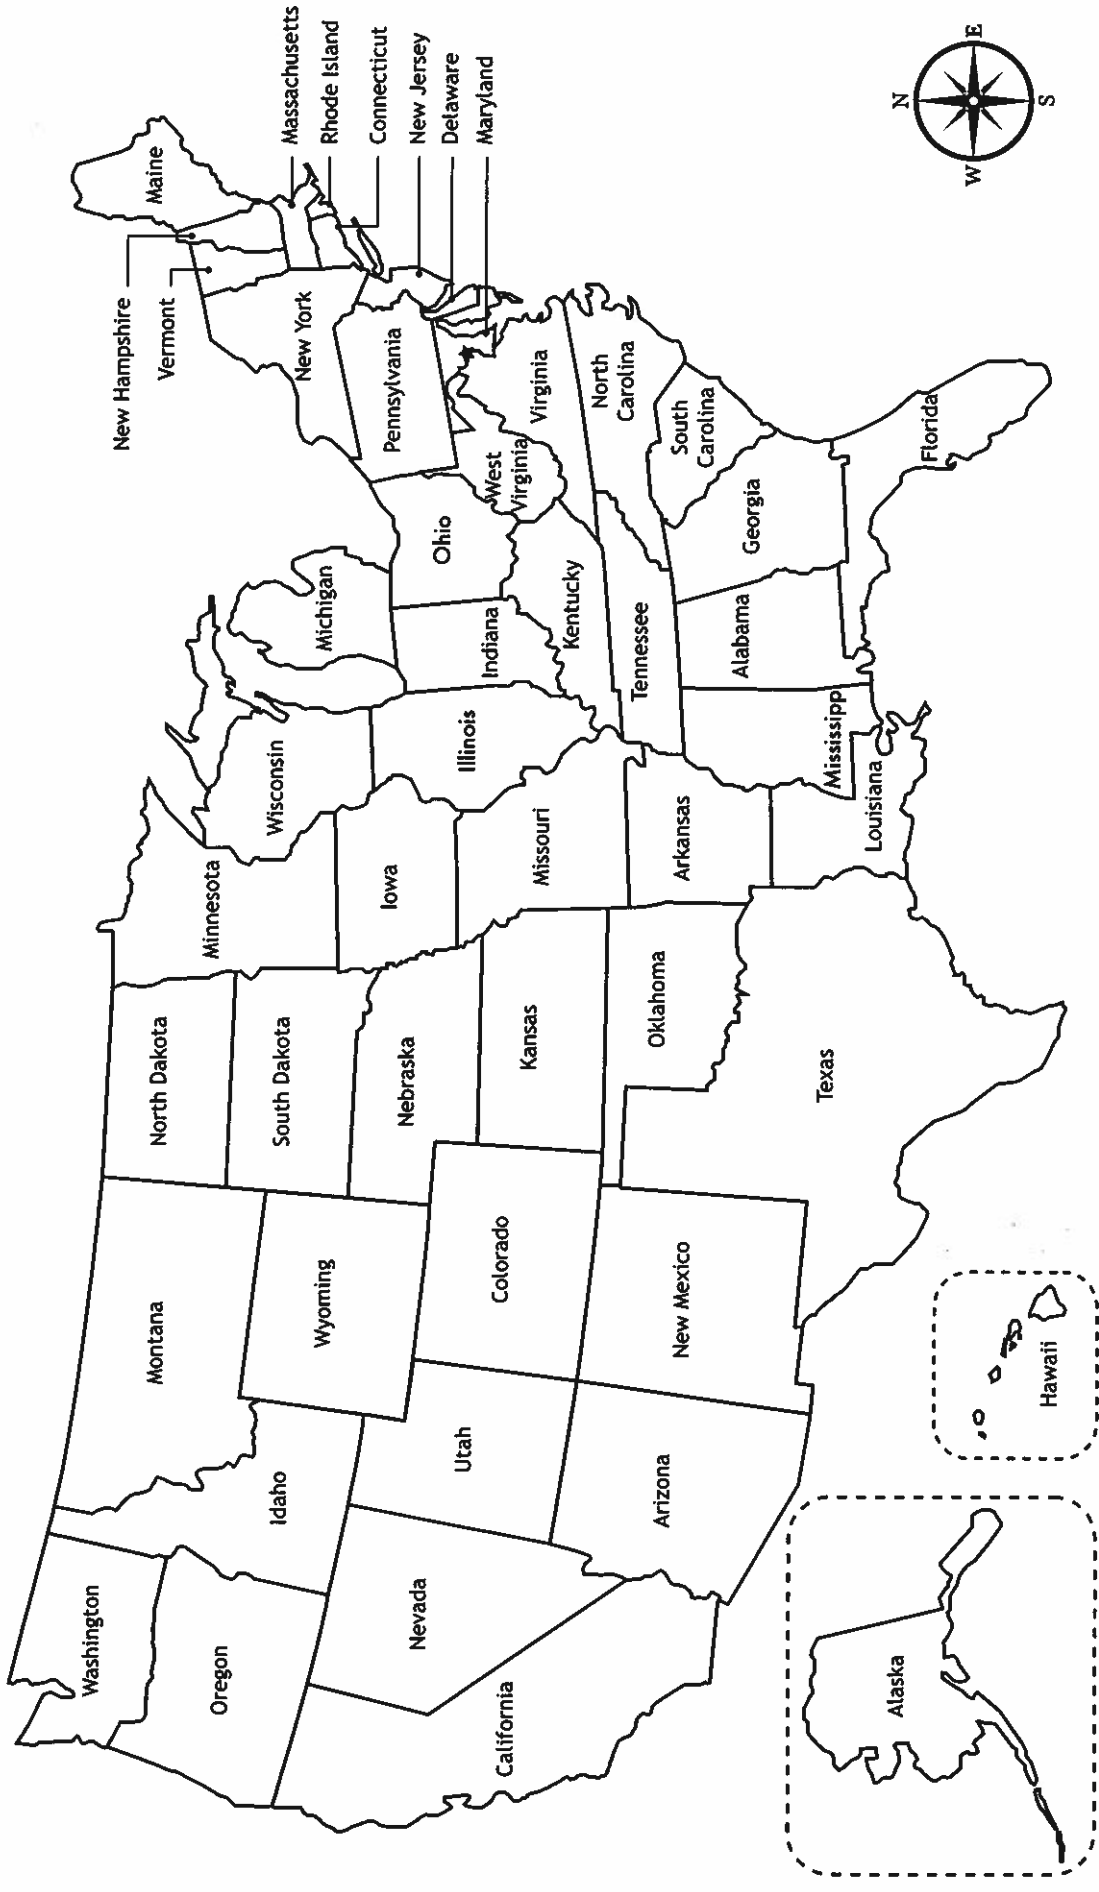 Washington
Oregon
California
Nevada
Idaho
Montana
Wyoming
Utah
Arizona
Colorado
New Mexico
North Dakota
South Dakota
Nebraska
Kansas
Oklahoma
Texas
Minnesota
Iowa
Missouri
Arkansas
Louisiana
Wisconsin
Illinois
Mississipp
Michigan
Indiana
Kentucky
Tennessee
Alabama
Ohio
West
Virginia
Georgia
Florida
Pennsylvania
Virginia
North
Carolina
South
Carolina
New York
New Hampshire
Vermont
Maine
Massachusetts
Rhode Island
Connecticut
New Jersey
Delaware
Maryland
Alaska
Hawaii
N
W
E
S